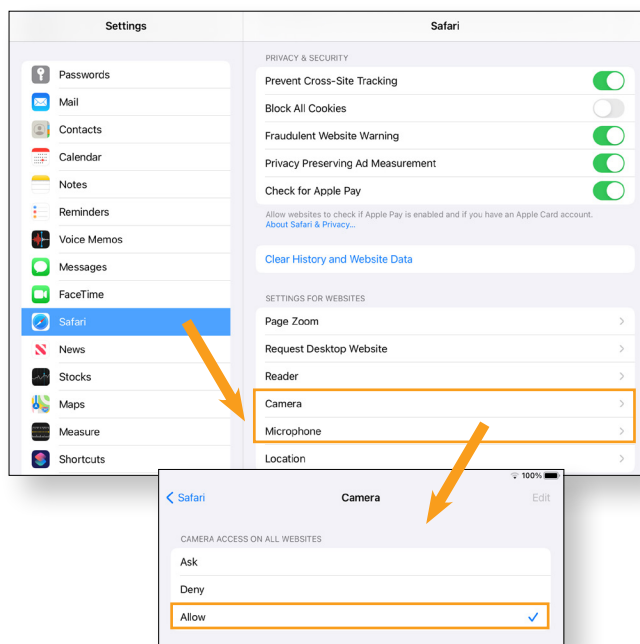 Settings
Passwords
Mail
Contacts
Calendar
Notes
Reminders
Voice Memos
Messages
FaceTime
Safari
News
Stocks
Maps
Measure
Shortcuts
Safari
PRIVACY & SECURITY
Prevent Cross-Site Tracking
Block All Cookies
Fraudulent Website Warning
Privacy Preserving Ad Measurement
Check for Apple Pay
Allow websites to check if Apple Pay is enabled and if you have an Apple Card account.
About Safari & Privacy...
Clear History and Website Data
SETTINGS FOR WEBSITES
Page Zoom
Request Desktop Website
Reader
Camera
Microphone
Location
100%
Safari
Camera
Edit
CAMERA ACCESS ON ALL WEBSITES
Ask
Deny
Allow